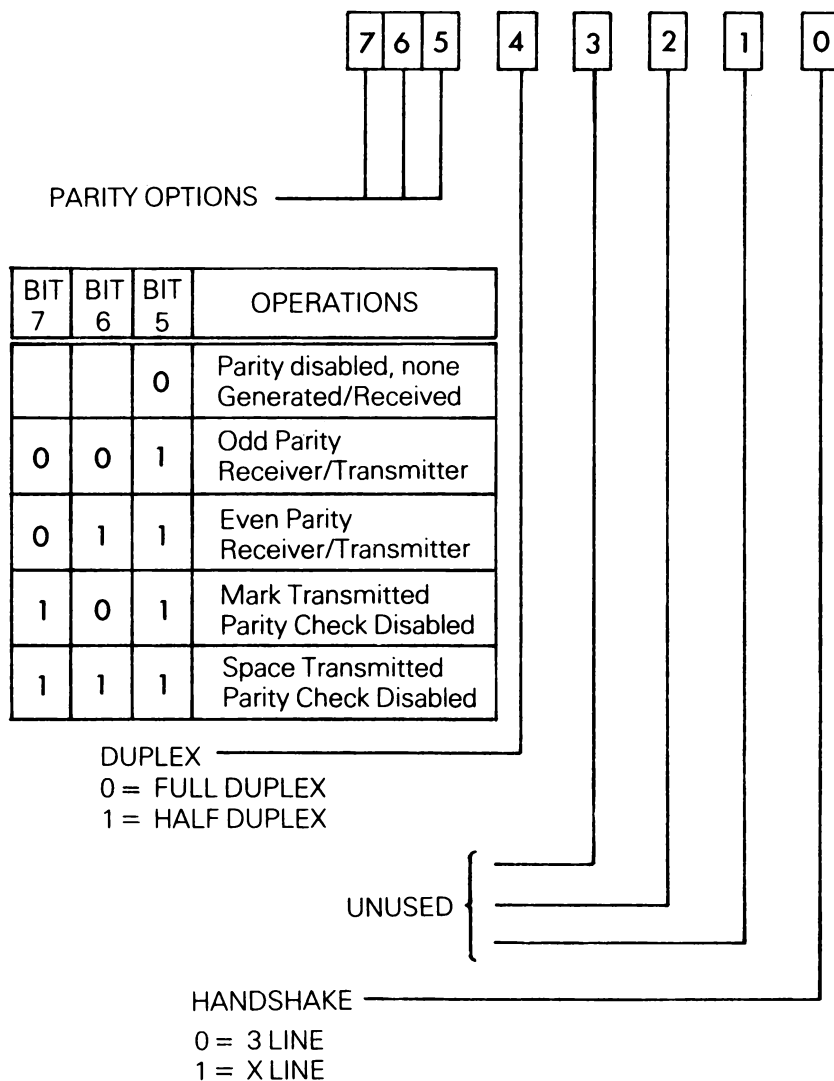 7 6 5 4 3 2 1 0
PARITY OPTIONS
BIT 7 BIT 6 BIT 5 OPERATIONS
0 Parity disabled, none
Generated/Received
0 0 1 Odd Parity
Receiver/Transmitter
0 1 1 Even Parity
Receiver/Transmitter
1 0 1 Mark Transmitted
Parity Check Disabled
1 1 1 Space Transmitted
Parity Check Disabled
DUPLEX
0 = FULL DUPLEX
1 = HALF DUPLEX
UNUSED
HANDSHAKE
0 = 3 LINE
1 = X LINE